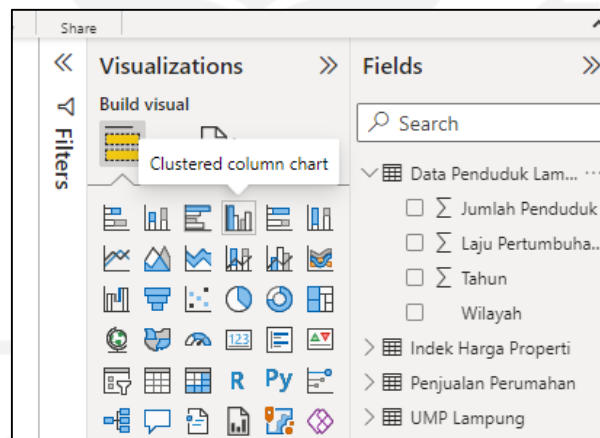 Share
Visualizations
Fields
Filters
Build visual
Search
Clustered column chart
Data Penduduk Lam... ...
Σ Jumlah Penduduk
Σ Laju Pertumbuha...
Σ Tahun
Wilayah
123
R Py
Indek Harga Properti
Penjualan Perumahan
UMP Lampung